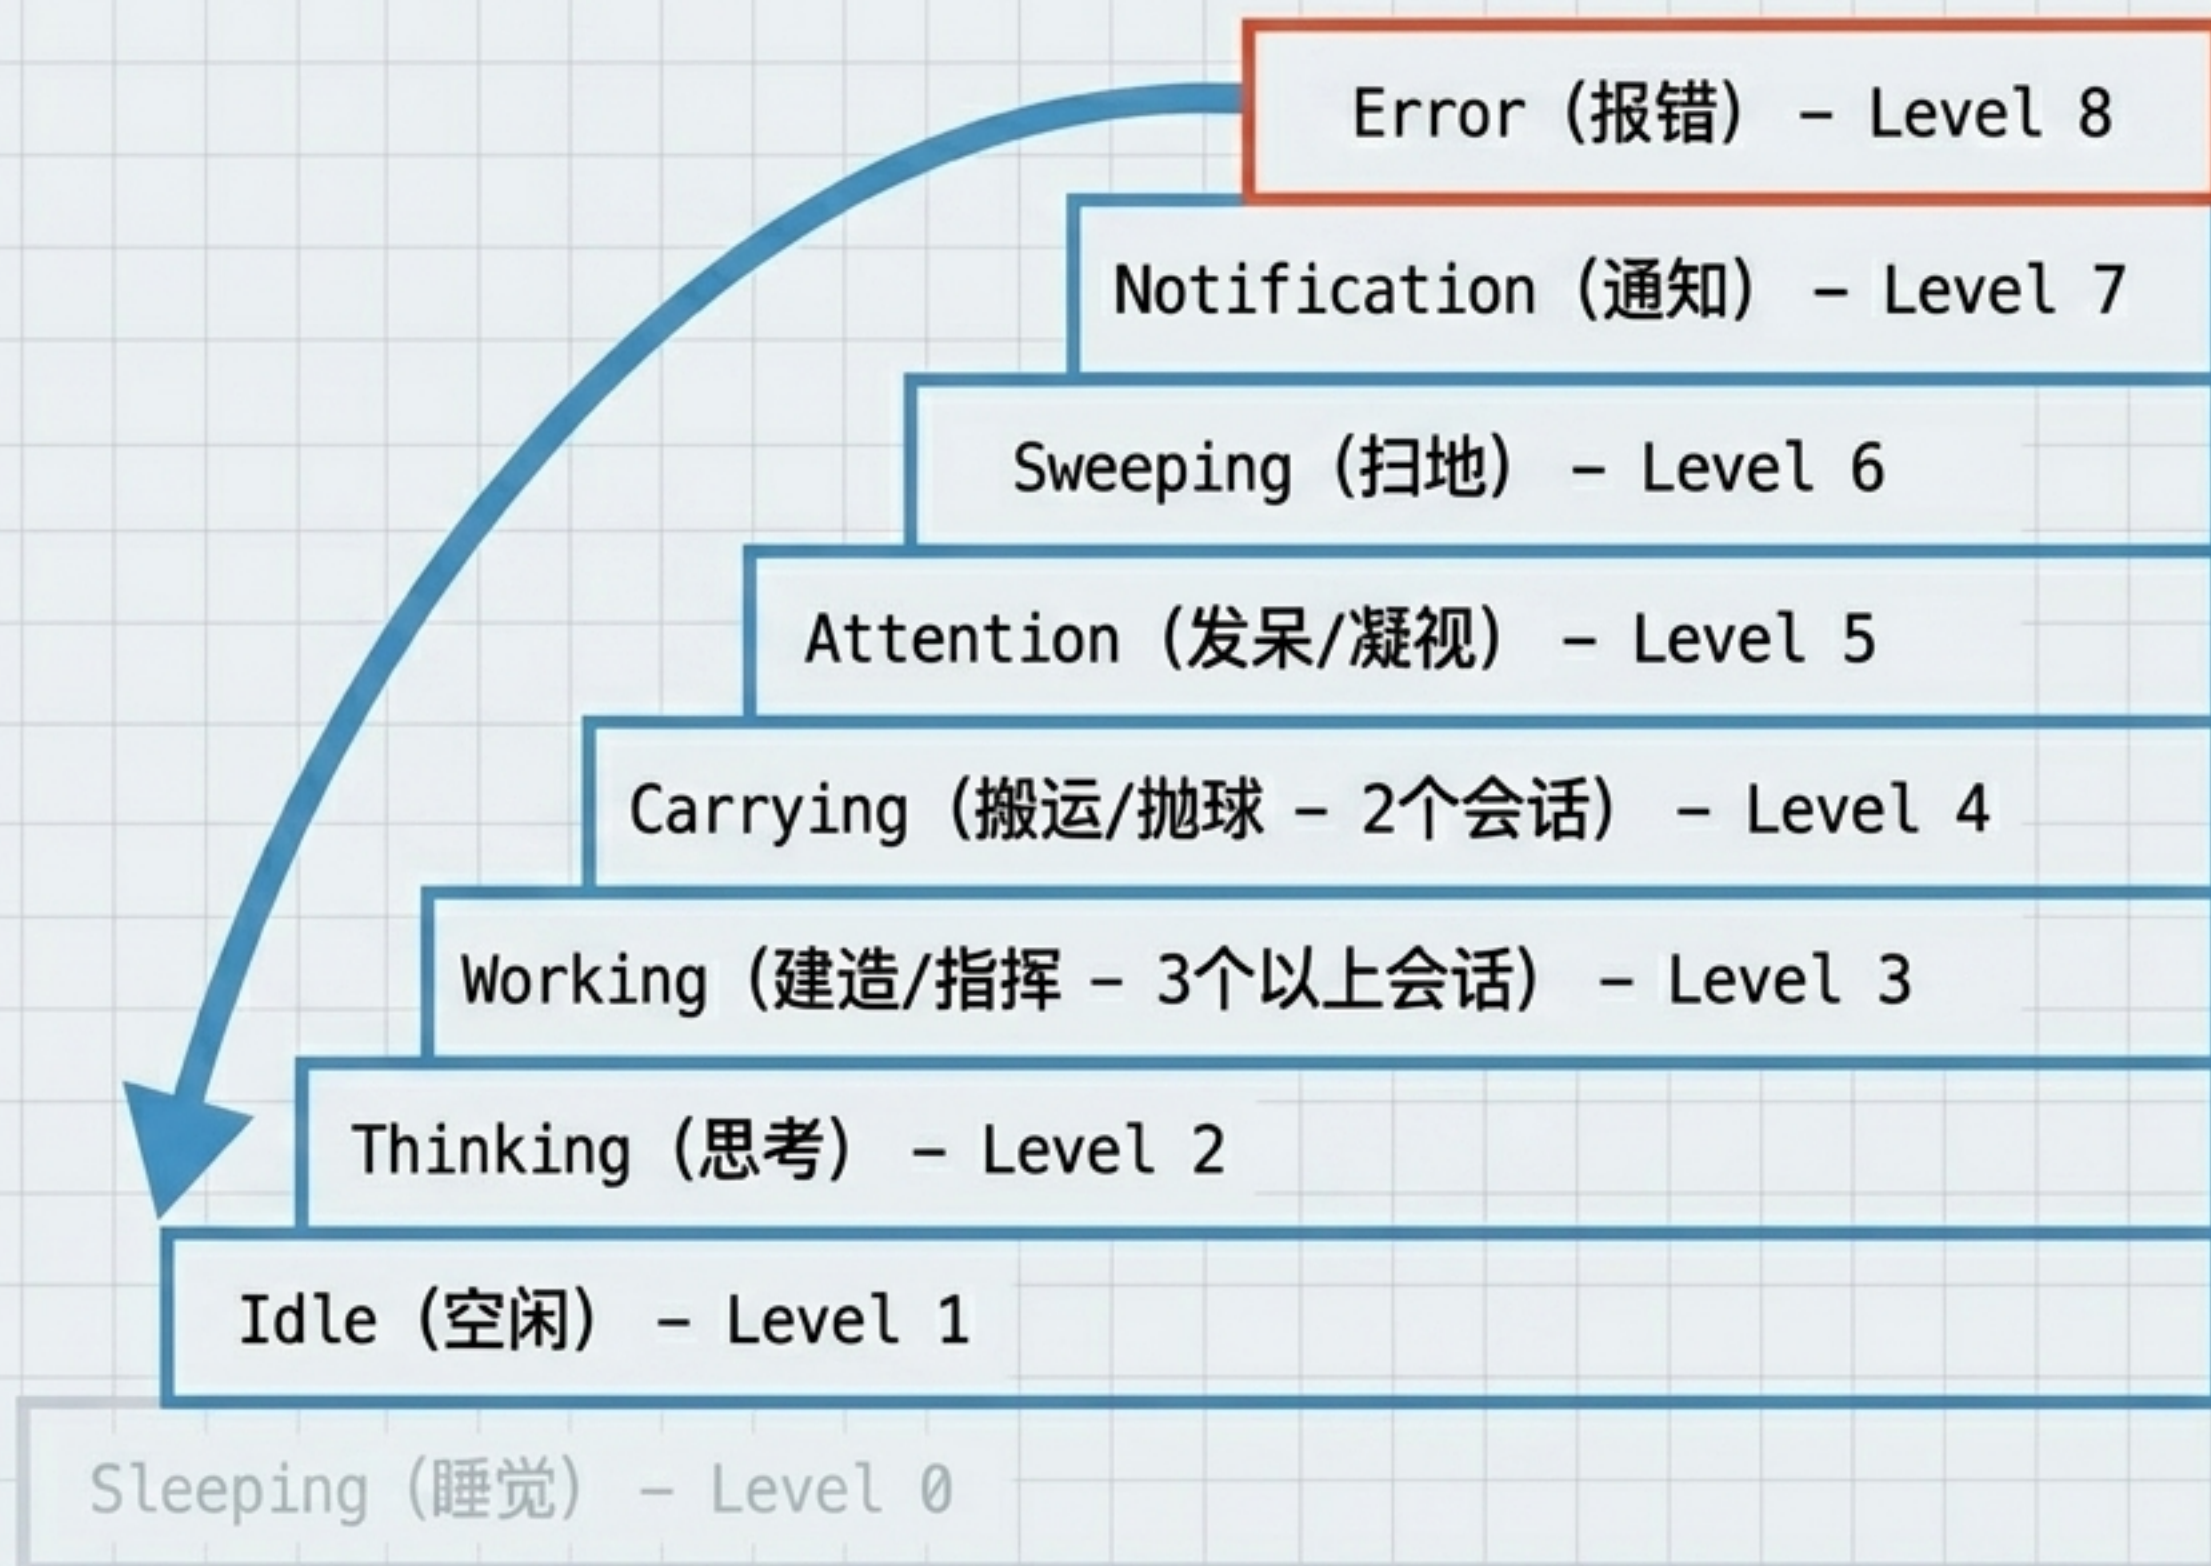 Error（报错） – Level 8
Notification（通知） – Level 7
Sweeping（扫地） – Level 6
Attention（发呆/凝视） – Level 5
Carrying（搬运/抛球 – 2个会话） – Level 4
Working（建造/指挥 – 3个以上会话） – Level 3
Thinking（思考） – Level 2
Idle（空闲） – Level 1
Sleeping（睡觉） – Level 0